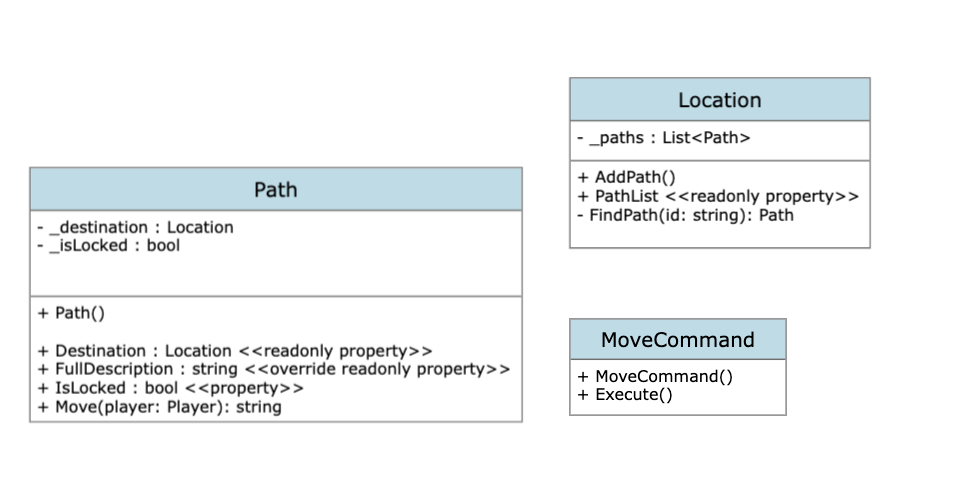 Path
- _destination : Location
- _isLocked : bool
+ Path()
+ Destination : Location <<readonly property>>
+ FullDescription : string <<override readonly property>>
+ IsLocked : bool <<property>>
+ Move(player: Player): string
Location
- _paths : List<Path>
+ AddPath()
+ PathList <<readonly property>>
- FindPath(id: string): Path
MoveCommand
+ MoveCommand()
+ Execute()